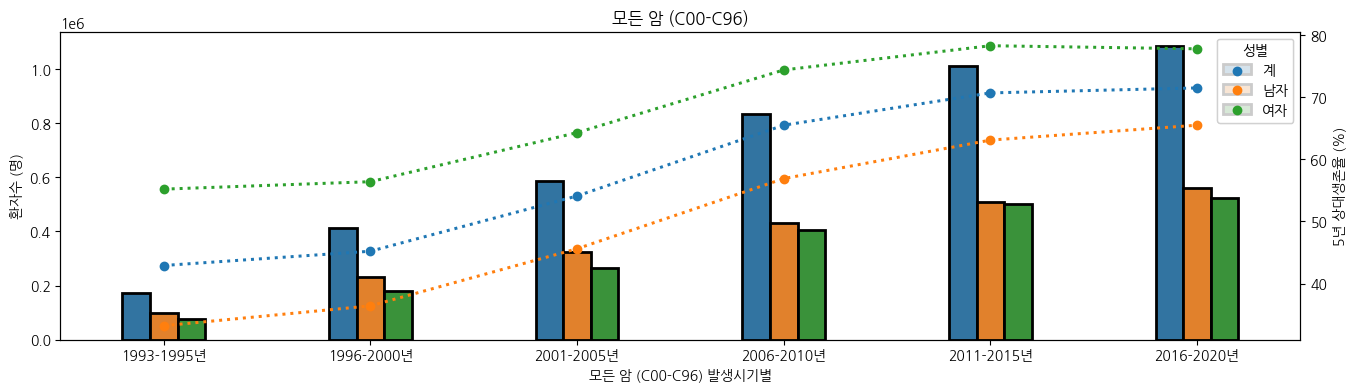 모든 암 (C00-C96)
1e6
1.0
0.8
0.6
0.4
0.2
0.0
환자수 (명)
80
70
60
50
40
5년 상대생존율 (%)
성별
계
남자
여자
1993-1995년
1996-2000년
2001-2005년
2006-2010년
2011-2015년
2016-2020년
모든 암 (C00-C96) 발생시기별